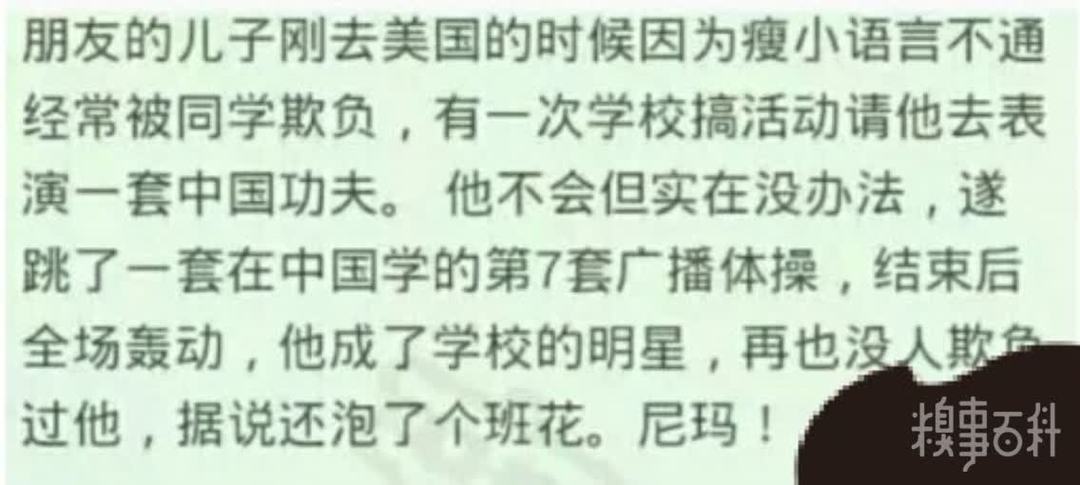 朋友的儿子刚去美国的时候因为瘦小语言不通
经常被同学欺负，有一次学校搞活动请他去表
演一套中国功夫。 他不会但实在没办法，遂
跳了一套在中国学的第7套广播体操，结束后
全场轰动，他成了学校的明星，再也没人欺负
过他，据说还泡了个班花。尼玛！
糗事百科